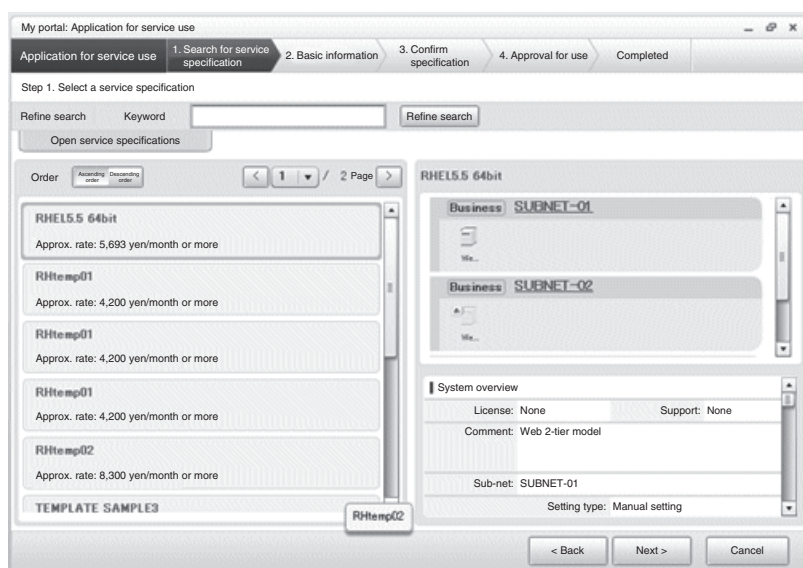 My portal: Application for service use
Application for service use
1. Search for service specification
2. Basic information
3. Confirm specification
4. Approval for use
Completed
Step 1. Select a service specification
Refine search
Keyword
Refine search
Open service specifications
Order
Ascending order
Descending order
< 1 ▼ / 2 Page >
RHEL5.5 64bit
Approx. rate: 5,693 yen/month or more
RHtemp01
Approx. rate: 4,200 yen/month or more
RHtemp01
Approx. rate: 4,200 yen/month or more
RHtemp01
Approx. rate: 4,200 yen/month or more
RHtemp02
Approx. rate: 8,300 yen/month or more
TEMPLATE SAMPLE3
RHtemp02
RHEL5.5 64bit
Business SUBNET-01
We...
Business SUBNET-02
We...
System overview
License: None
Support: None
Comment: Web 2-tier model
Sub-net: SUBNET-01
Setting type: Manual setting
< Back
Next >
Cancel